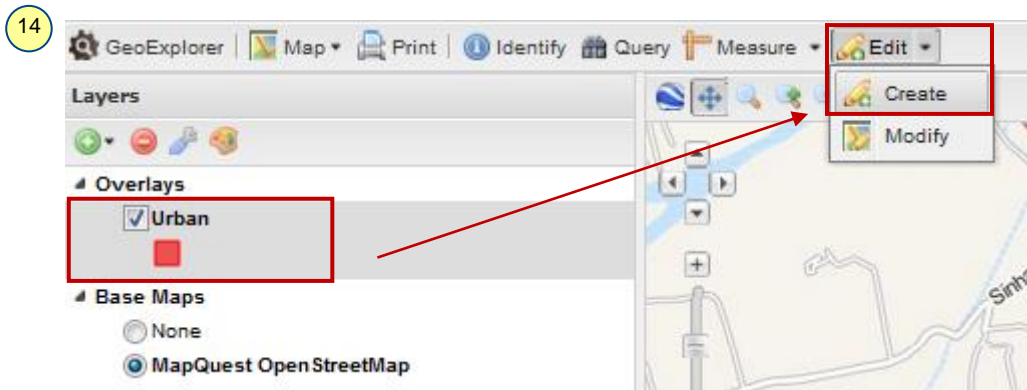 14
GeoExplorer Map Print Identify Query Measure Edit
Layers
Create
Modify
Overlays
Urban
Base Maps
None
MapQuest OpenStreetMap